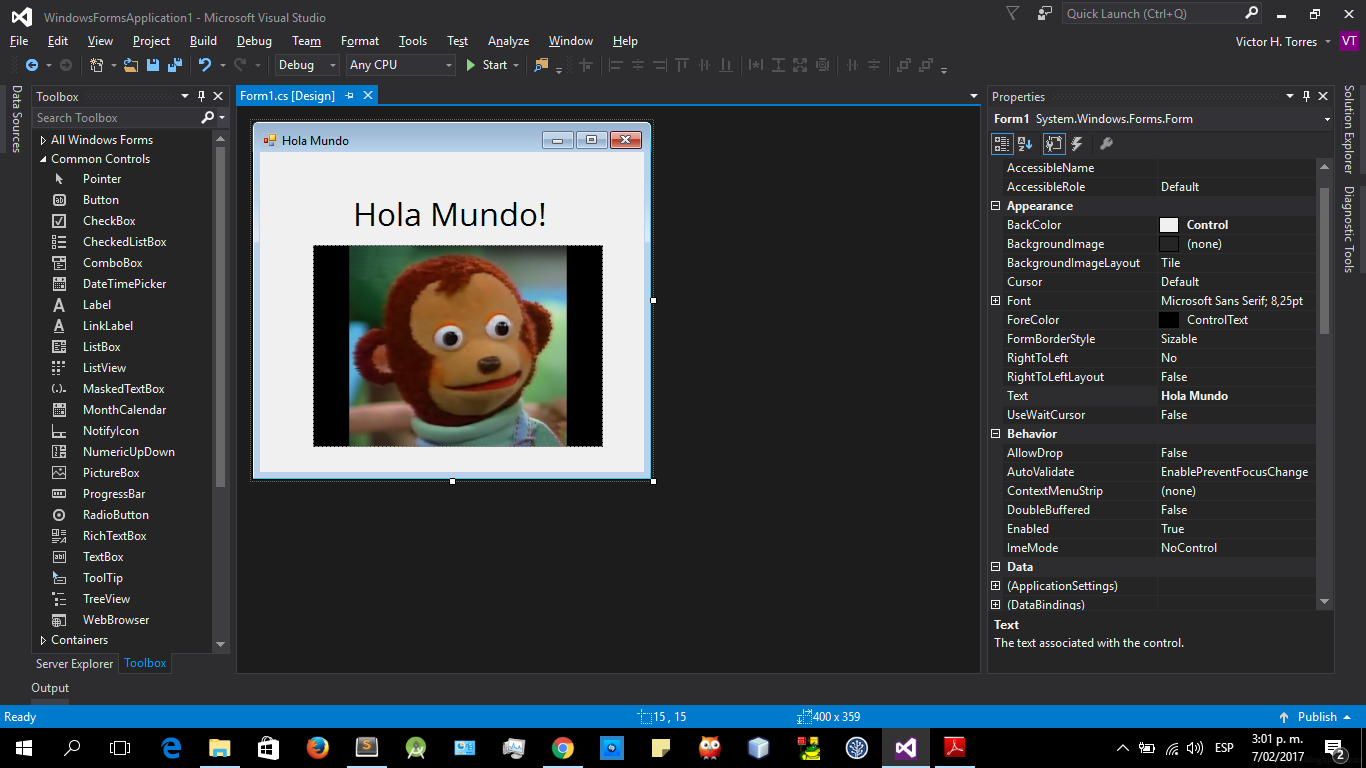 WindowsFormsApplication1 - Microsoft Visual Studio
Quick Launch (Ctrl+Q)
File Edit View Project Build Debug Team Format Tools Test Analyze Window Help
Victor H. Torres VT
Debug Any CPU Start
Data Sources
Toolbox
Search Toolbox
All Windows Forms
Common Controls
Pointer
Button
CheckBox
CheckedListBox
ComboBox
DateTimePicker
Label
LinkLabel
ListBox
ListView
MaskedTextBox
MonthCalendar
NotifyIcon
NumericUpDown
PictureBox
ProgressBar
RadioButton
RichTextBox
TextBox
ToolTip
TreeView
WebBrowser
Containers
Server Explorer Toolbox
Form1.cs [Design]
Hola Mundo
Hola Mundo!
Properties
Form1 System.Windows.Forms.Form
AccessibleName
AccessibleRole Default
Appearance
BackColor Control
BackgroundImage (none)
BackgroundImageLayout Tile
Cursor Default
Font Microsoft Sans Serif; 8,25pt
ForeColor ControlText
FormBorderStyle Sizable
RightToLeft No
RightToLeftLayout False
Text Hola Mundo
UseWaitCursor False
Behavior
AllowDrop False
AutoValidate EnablePreventFocusChange
ContextMenuStrip (none)
DoubleBuffered False
Enabled True
ImeMode NoControl
Data
(ApplicationSettings)
(DataBindings)
Text
The text associated with the control.
Solution Explorer
Diagnostic Tools
Output
Ready 15 , 15 400 x 359 Publish
ESP 3:01 p. m.
7/02/2017
2